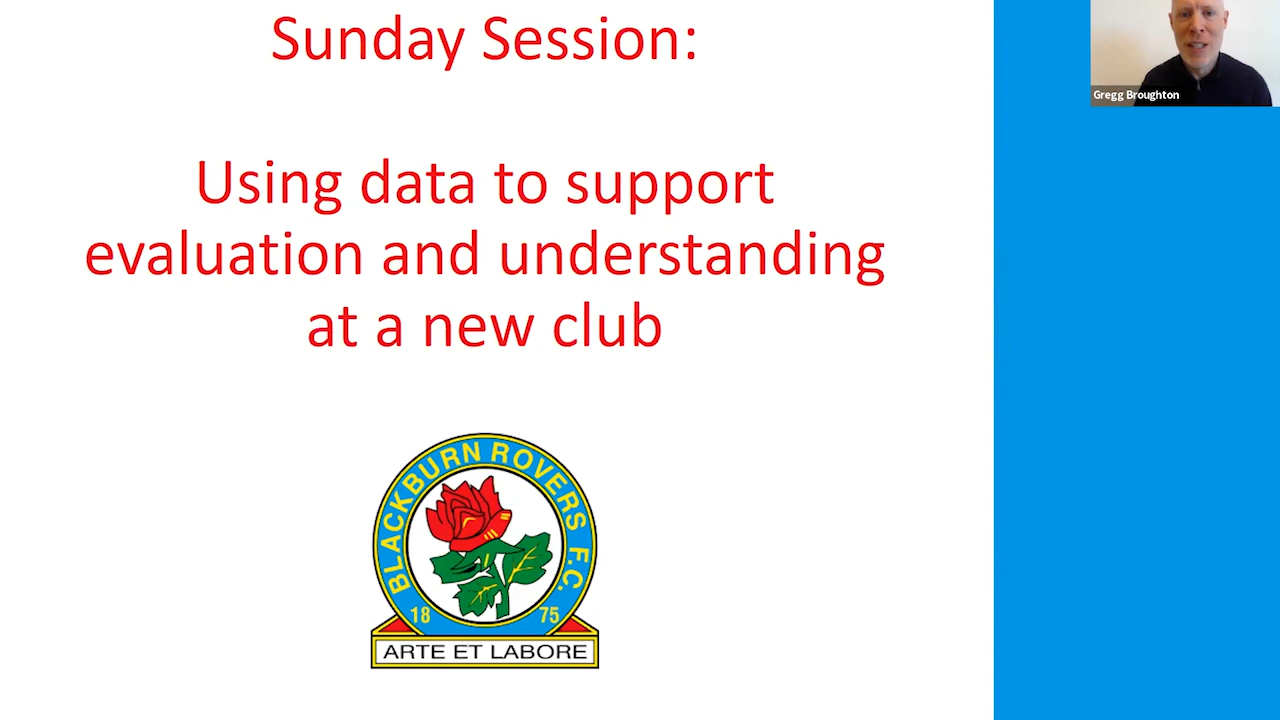 Sunday Session:
Gregg Broughton
Using data to support
evaluation and understanding
at a new club
BLACKBURN ROVERS F.C.
18 75
ARTE ET LABORE